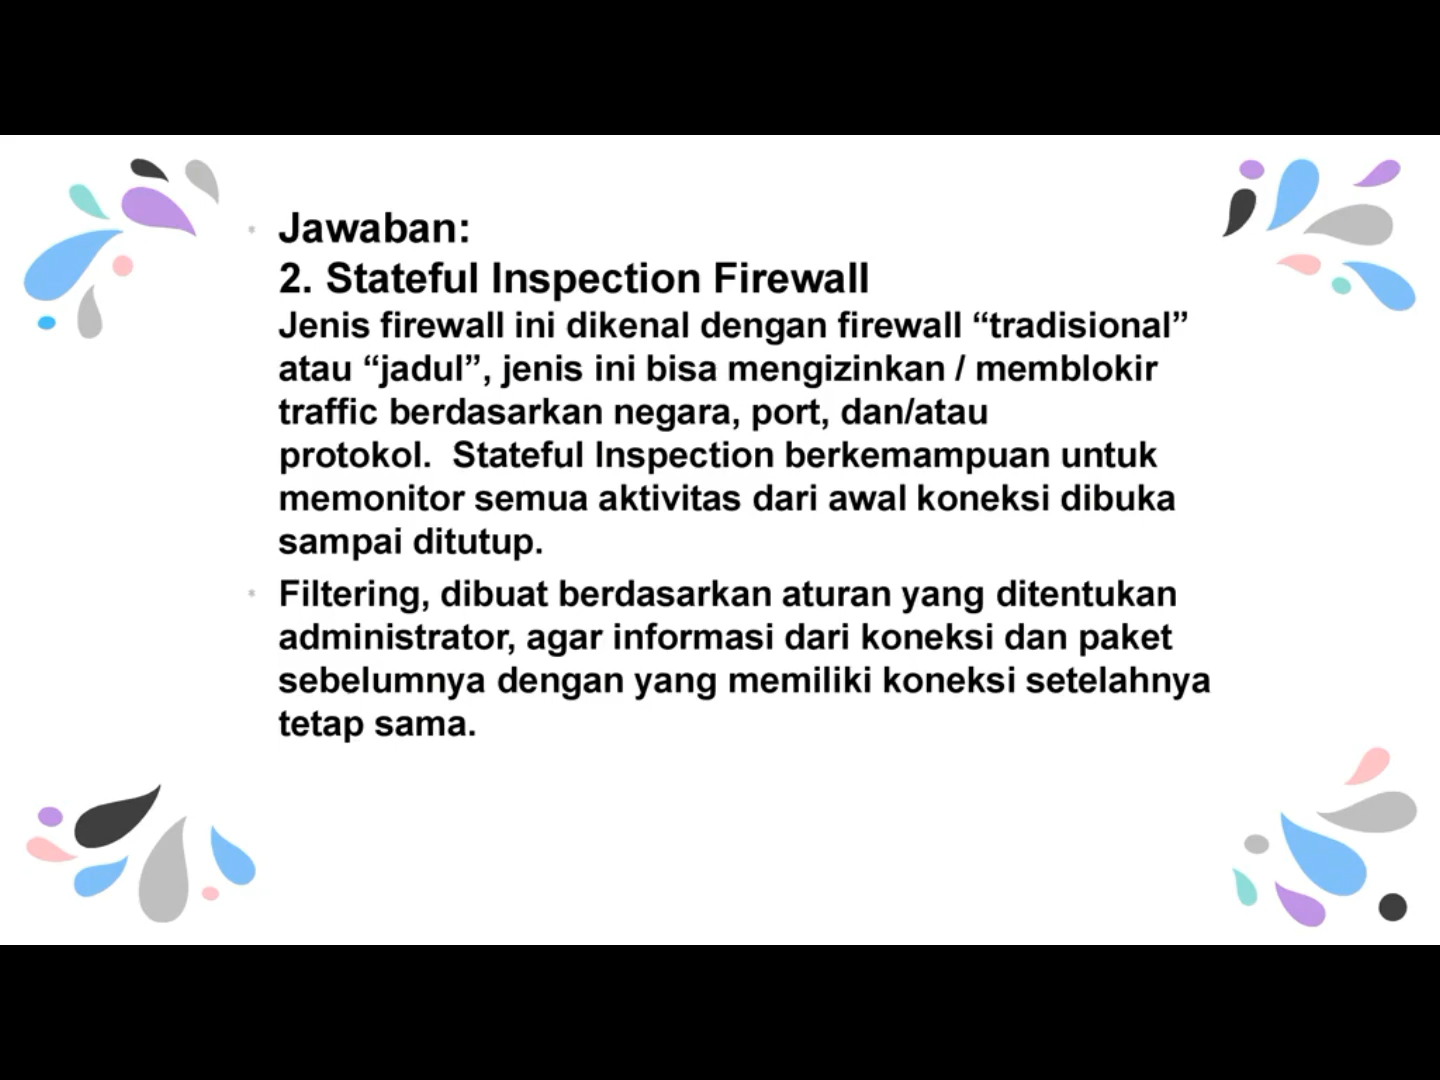 Jawaban:
2. Stateful Inspection Firewall
Jenis firewall ini dikenal dengan firewall “tradisional”
atau “jadul”, jenis ini bisa mengizinkan / memblokir
traffic berdasarkan negara, port, dan/atau
protokol.  Stateful Inspection berkemampuan untuk
memonitor semua aktivitas dari awal koneksi dibuka
sampai ditutup.
Filtering, dibuat berdasarkan aturan yang ditentukan
administrator, agar informasi dari koneksi dan paket
sebelumnya dengan yang memiliki koneksi setelahnya
tetap sama.